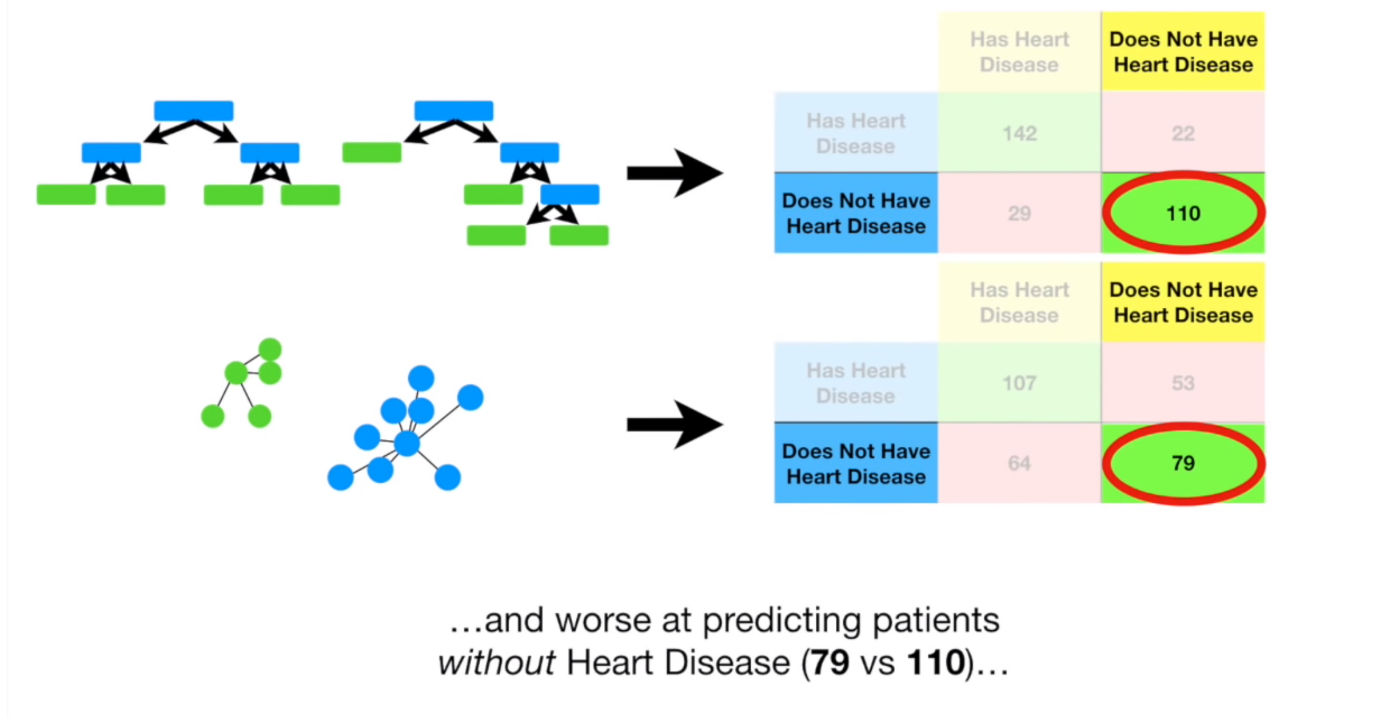 Has Heart
Disease
Does Not Have
Heart Disease
Has Heart
Disease
142
22
Does Not Have
Heart Disease
29
110
Has Heart
Disease
Does Not Have
Heart Disease
Has Heart
Disease
107
53
Does Not Have
Heart Disease
64
79
…and worse at predicting patients
without Heart Disease (79 vs 110)…